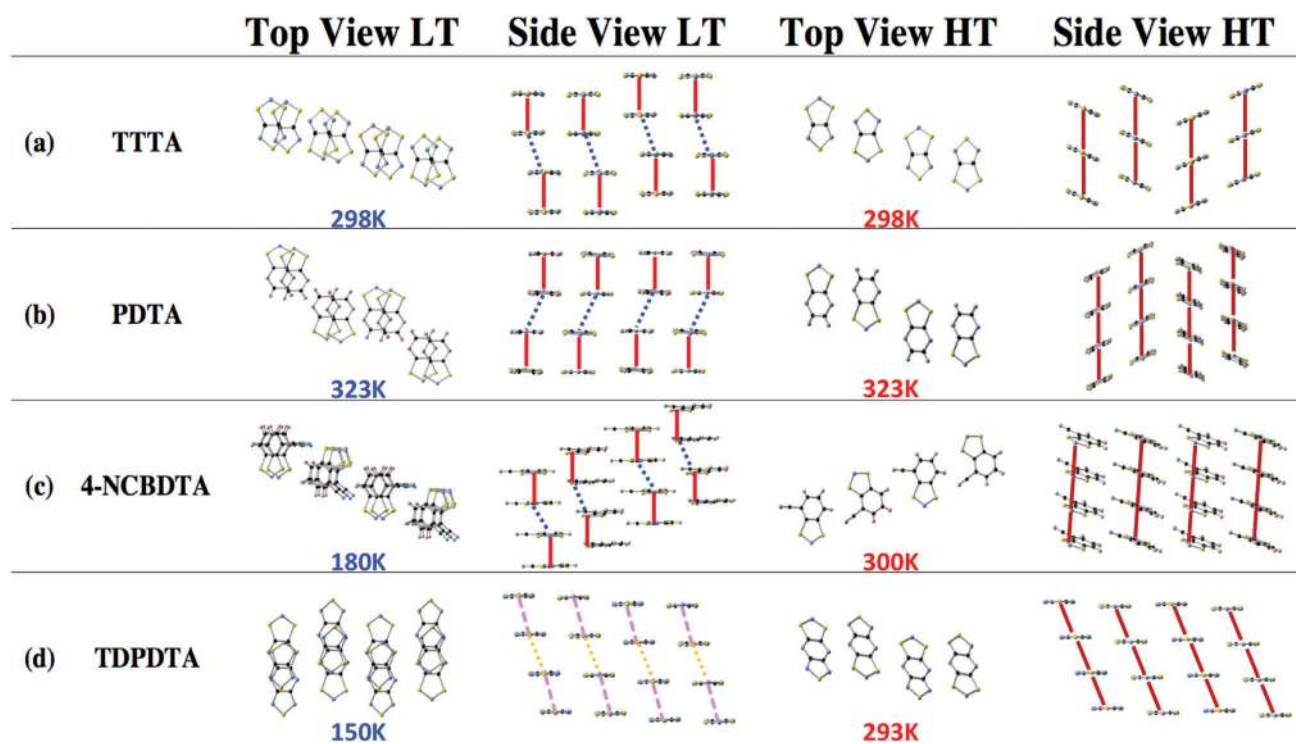 Top View LT Side View LT Top View HT Side View HT
(a) TTTA
298K 298K
(b) PDTA
323K 323K
(c) 4-NCBDTA
180K 300K
(d) TDPDTA
150K 293K